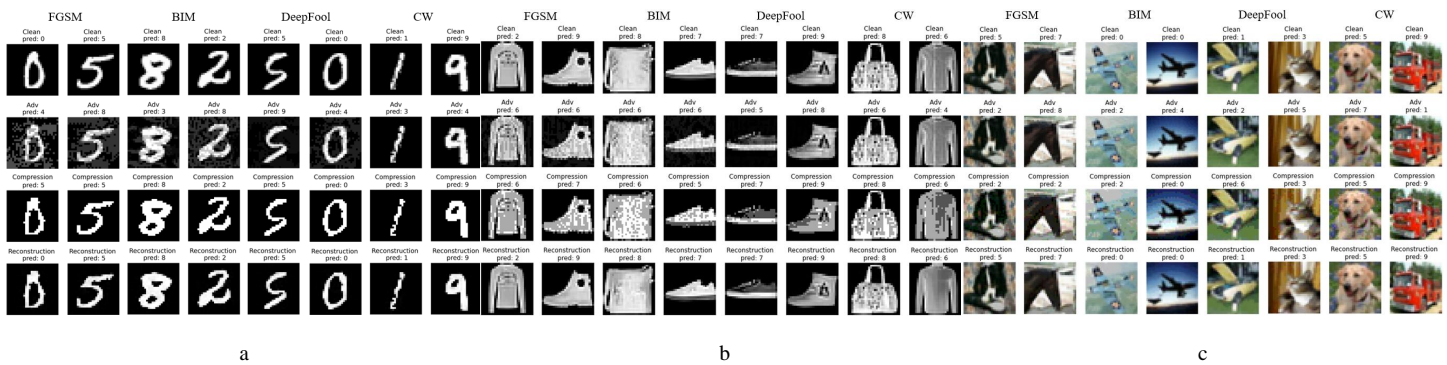 FGSM BIM DeepFool CW FGSM BIM DeepFool CW FGSM BIM DeepFool CW
Clean Clean Clean Clean Clean Clean Clean Clean Clean Clean Clean Clean Clean Clean Clean Clean Clean Clean Clean Clean Clean Clean Clean Clean
pred: 0 pred: 5 pred: 8 pred: 2 pred: 5 pred: 0 pred: 1 pred: 9 pred: 2 pred: 9 pred: 8 pred: 7 pred: 7 pred: 9 pred: 8 pred: 6 pred: 5 pred: 7 pred: 0 pred: 0 pred: 1 pred: 3 pred: 5 pred: 9
Adv Adv Adv Adv Adv Adv Adv Adv Adv Adv Adv Adv Adv Adv Adv Adv Adv Adv Adv Adv Adv Adv Adv Adv
pred: 4 pred: 8 pred: 3 pred: 8 pred: 9 pred: 4 pred: 3 pred: 4 pred: 6 pred: 6 pred: 6 pred: 6 pred: 5 pred: 6 pred: 6 pred: 4 pred: 2 pred: 8 pred: 2 pred: 4 pred: 2 pred: 5 pred: 7 pred: 1
Compression Compression Compression Compression Compression Compression Compression Compression Compression Compression Compression Compression Compression Compression Compression Compression Compression Compression Compression Compression Compression Compression Compression Compression
pred: 5 pred: 5 pred: 8 pred: 2 pred: 5 pred: 0 pred: 3 pred: 9 pred: 6 pred: 7 pred: 6 pred: 5 pred: 7 pred: 9 pred: 8 pred: 6 pred: 2 pred: 2 pred: 2 pred: 0 pred: 6 pred: 3 pred: 5 pred: 9
Reconstruction Reconstruction Reconstruction Reconstruction Reconstruction Reconstruction Reconstruction Reconstruction Reconstruction Reconstruction Reconstruction Reconstruction Reconstruction Reconstruction Reconstruction Reconstruction Reconstruction Reconstruction Reconstruction Reconstruction Reconstruction Reconstruction Reconstruction Reconstruction
pred: 0 pred: 5 pred: 8 pred: 2 pred: 5 pred: 0 pred: 1 pred: 9 pred: 2 pred: 9 pred: 8 pred: 7 pred: 7 pred: 9 pred: 8 pred: 6 pred: 5 pred: 7 pred: 0 pred: 0 pred: 1 pred: 3 pred: 5 pred: 9
a b c